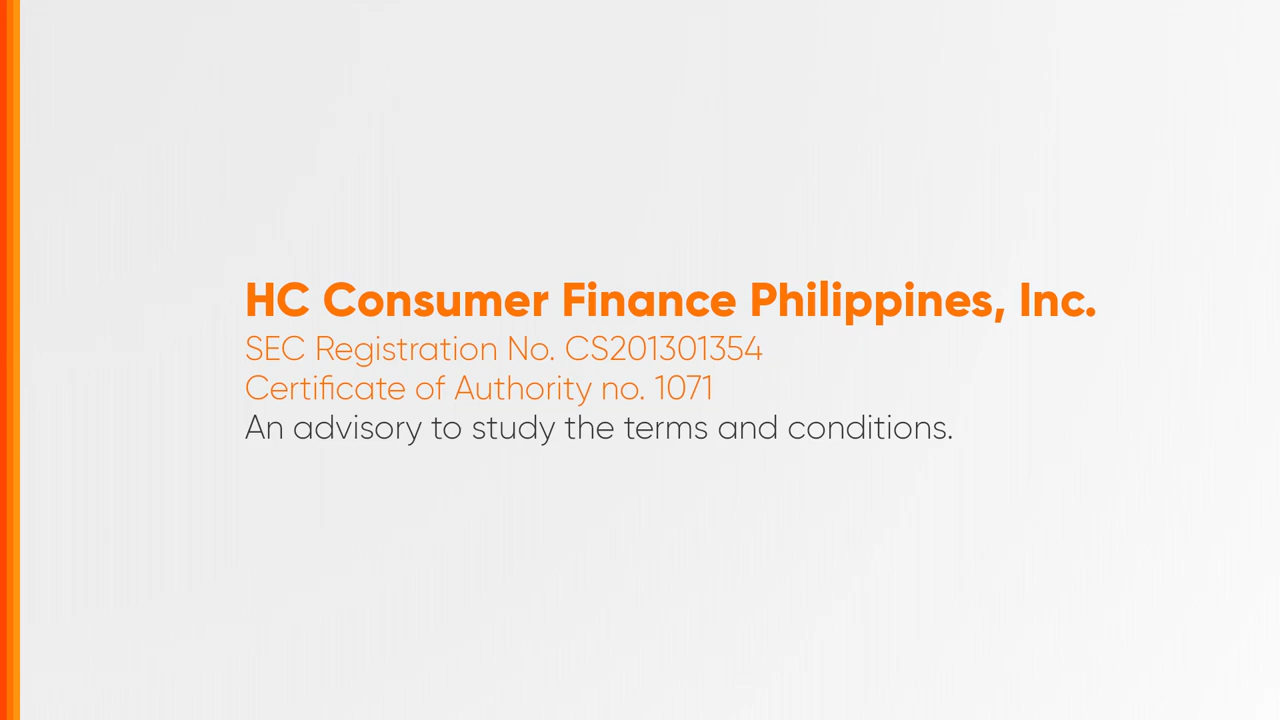 HC Consumer Finance Philippines, Inc.
SEC Registration No. CS201301354
Certificate of Authority no. 1071
An advisory to study the terms and conditions.